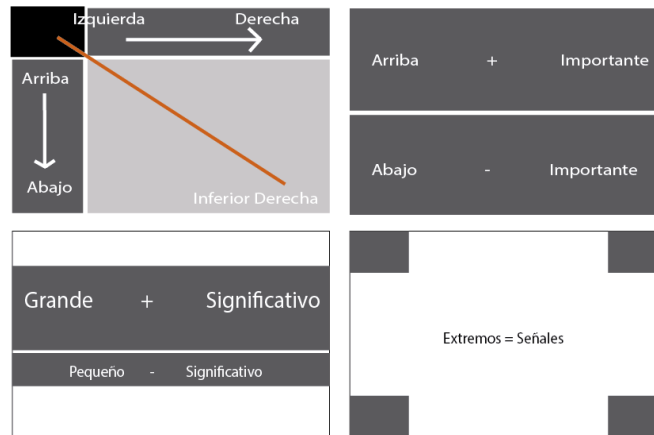 Izquierda Derecha
Arriba
Abajo
Inferior Derecha
Arriba + Importante
Abajo - Importante
Grande + Significativo
Pequeño - Significativo
Extremos = Señales